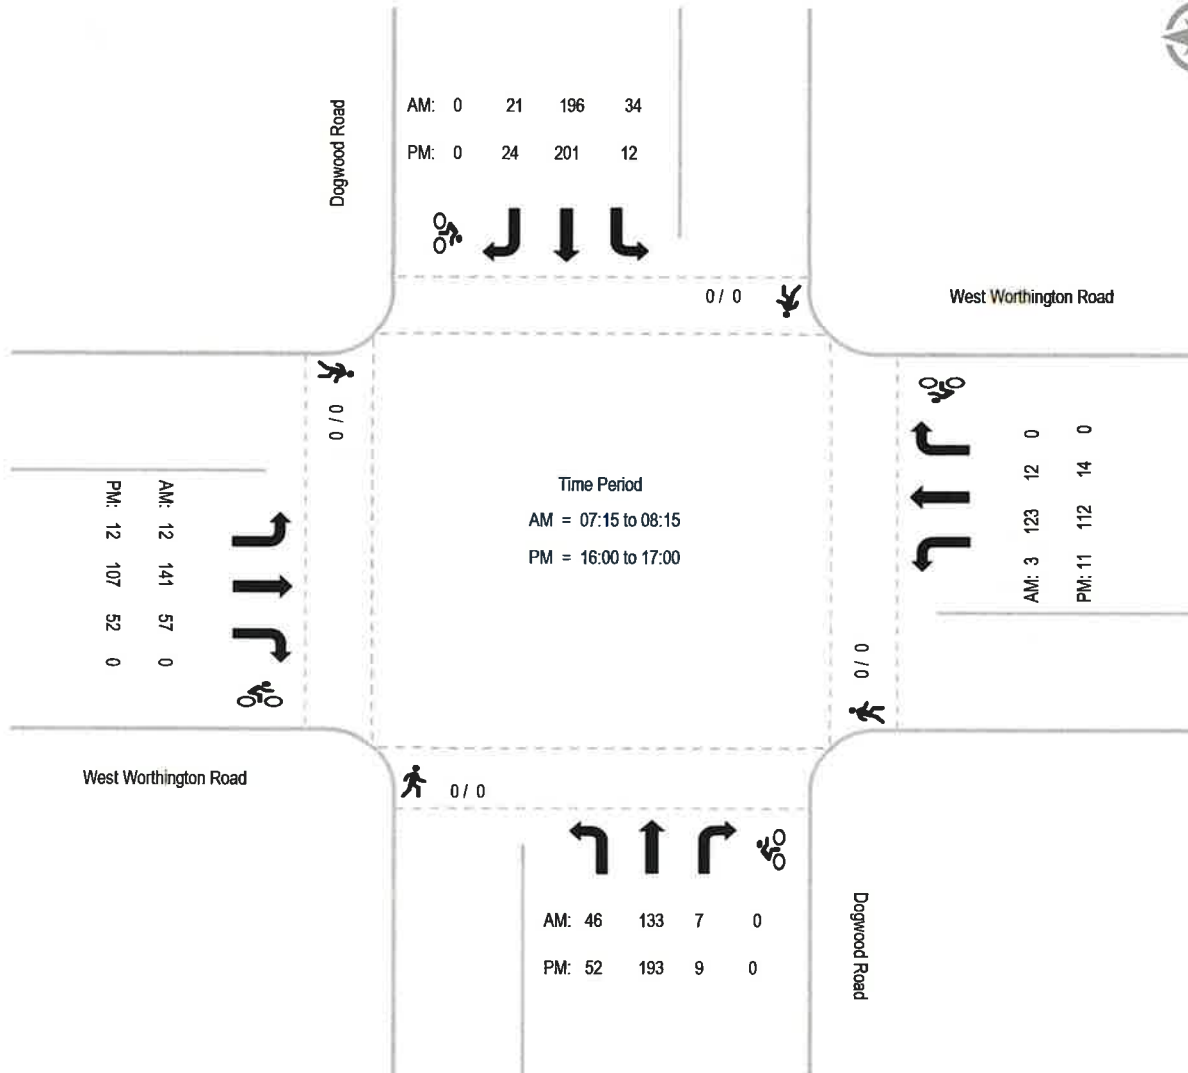 Dogwood Road
AM: 0 21 196 34
PM: 0 24 201 12
0 / 0
West Worthington Road
0 / 0
AM: 12 141 57 0
PM: 12 107 52 0
Time Period
AM = 07:15 to 08:15
PM = 16:00 to 17:00
AM: 3 123 12 0
PM: 11 112 14 0
0 / 0
West Worthington Road
0 / 0
AM: 46 133 7 0
PM: 52 193 9 0
Dogwood Road